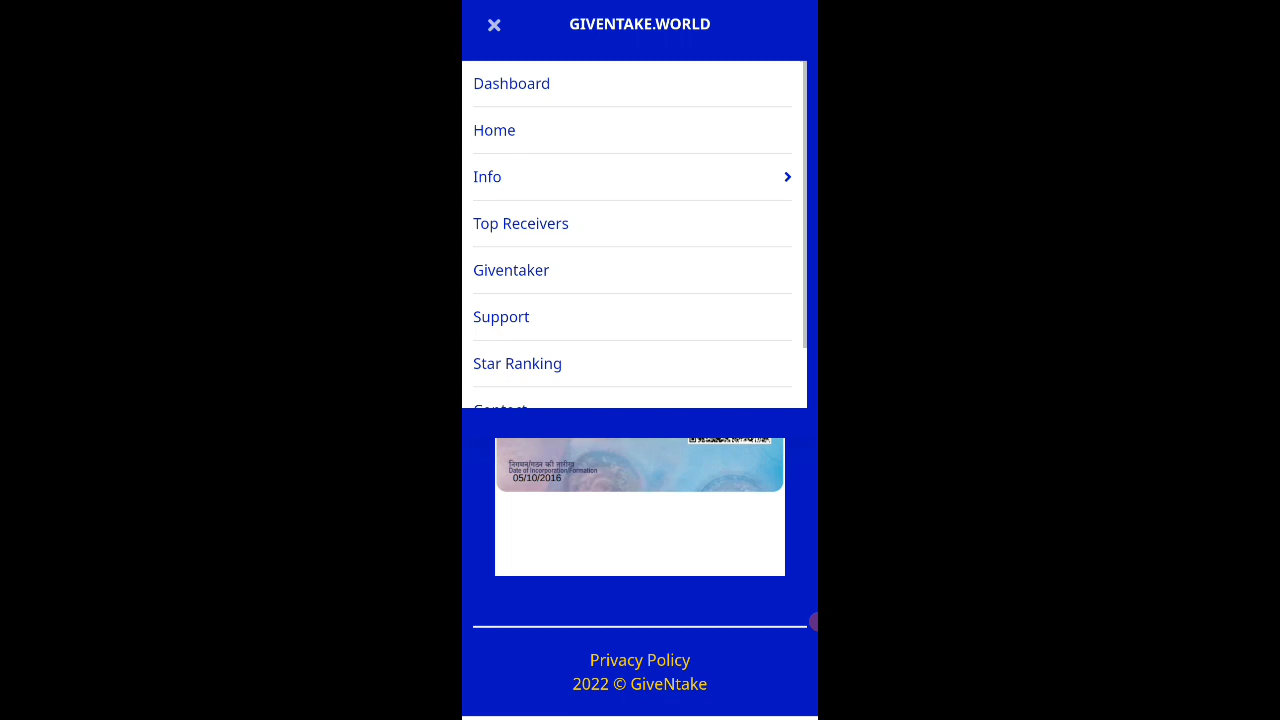 GIVENTAKE.WORLD
Dashboard
Home
Info
Top Receivers
Giventaker
Support
Star Ranking
Contact
निगमन/गठन की तारीख
Date of Incorporation/Formation
05/10/2016
Privacy Policy
2022 © GiveNtake